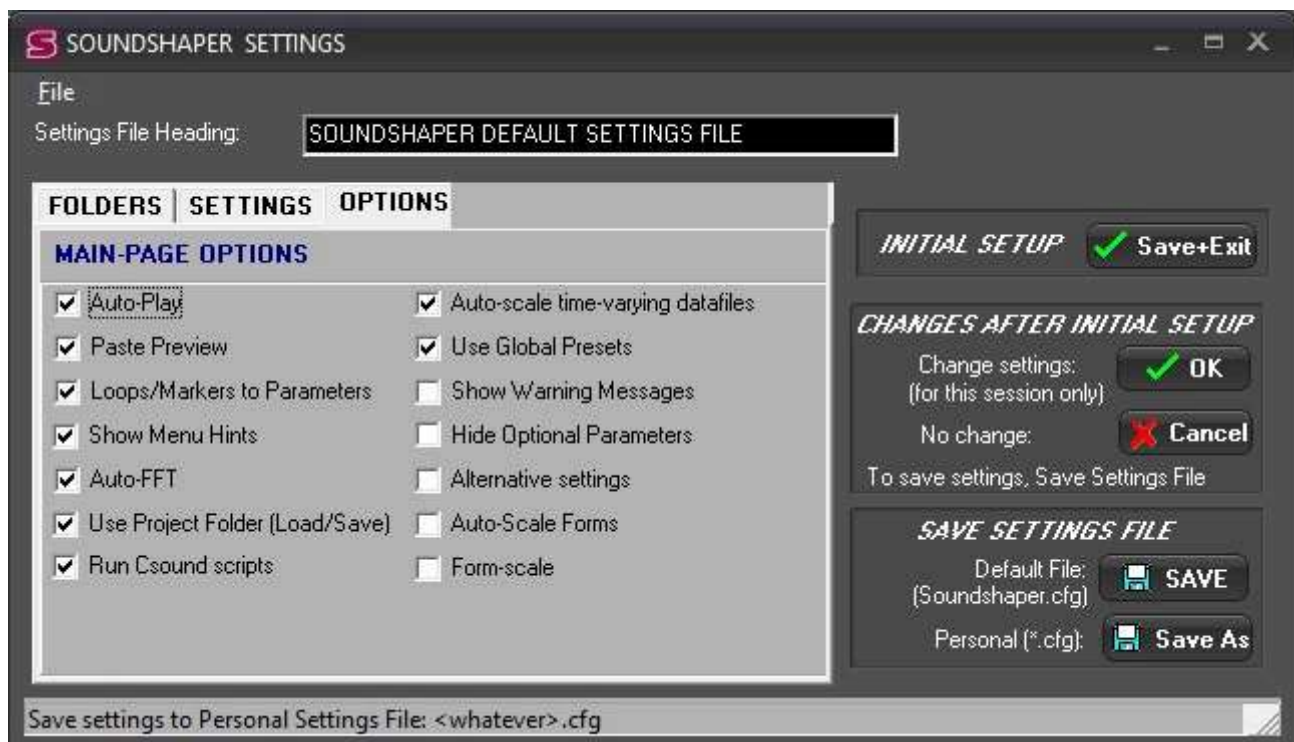 SOUNDSHAPER SETTINGS
File
Settings File Heading: SOUNDSHAPER DEFAULT SETTINGS FILE
FOLDERS SETTINGS OPTIONS
MAIN-PAGE OPTIONS
Auto-Play
Paste Preview
Loops/Markers to Parameters
Show Menu Hints
Auto-FFT
Use Project Folder (Load/Save)
Run Csound scripts
Auto-scale time-varying datafiles
Use Global Presets
Show Warning Messages
Hide Optional Parameters
Alternative settings
Auto-Scale Forms
Form-scale
INITIAL SETUP Save+Exit
CHANGES AFTER INITIAL SETUP
Change settings: OK
(for this session only)
No change: Cancel
To save settings, Save Settings File
SAVE SETTINGS FILE
Default File: SAVE
(Soundshaper.cfg)
Personal (*.cfg): Save As
Save settings to Personal Settings File: <whatever>.cfg